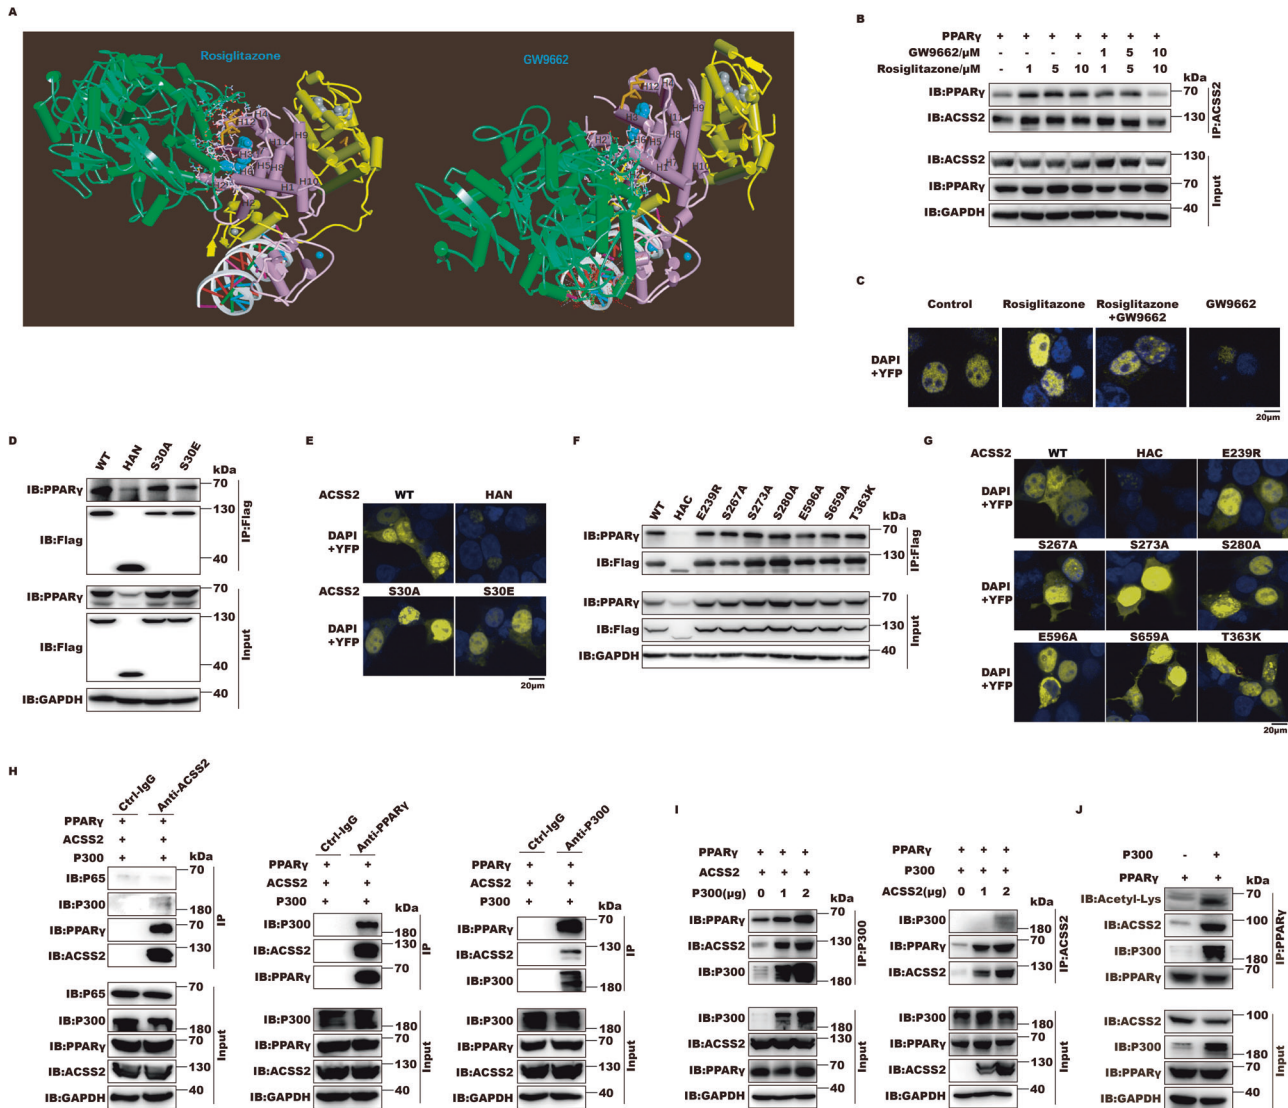 A
Rosiglitazone
GW9662
H12
H3
H5
H8
H9
H11
H1
H10
H2
H12
H9
H8
H5
H7
H1
H2
B
PPARγ + + + + + + +
GW9662/μM 1 5 10
Rosiglitazone/μM - 1 5 10 1 5 10
kDa
IB:PPARγ 70
IB:ACSS2 130
IP:ACSS2
IB:ACSS2 130
IB:PPARγ 70
IB:GAPDH 40
Input
C
Control Rosiglitazone Rosiglitazone +GW9662 GW9662
DAPI
+YFP
20μm
D
WT HAN S30A S30E
kDa
IB:PPARγ 70
IB:Flag 130
40
IP:Flag
IB:PPARγ 70
IB:Flag 130
40
IB:GAPDH 40
Input
E
ACSS2 WT HAN
DAPI
+YFP
ACSS2 S30A S30E
DAPI
+YFP
20μm
F
WT HAC E239R S267A S273A S280A E596A S659A T363K
kDa
IB:PPARγ 70
IB:Flag 130
IP:Flag
IB:PPARγ 70
IB:Flag 130
IB:GAPDH 40
Input
G
ACSS2 WT HAC E239R
DAPI
+YFP
S267A S273A S280A
DAPI
+YFP
E596A S659A T363K
DAPI
+YFP
20μm
H
Ctrl-IgG Anti-ACSS2
PPARγ + +
ACSS2 + +
P300 + +
kDa
IB:P65 70
IB:P300 180
IB:PPARγ 70
IB:ACSS2 130
IP
IB:P65 70
IB:P300 180
IB:PPARγ 70
IB:ACSS2 130
IB:GAPDH 40
Input
Ctrl-IgG Anti-PPARγ
PPARγ + +
ACSS2 + +
P300 + +
kDa
IB:P300 180
IB:ACSS2 130
IB:PPARγ 70
IP
IB:P300 180
IB:PPARγ 70
IB:ACSS2 130
IB:GAPDH 40
Input
Ctrl-IgG Anti-P300
PPARγ + +
ACSS2 + +
P300 + +
kDa
IB:PPARγ 70
IB:ACSS2 130
IB:P300 180
IP
IB:P300 180
IB:PPARγ 70
IB:ACSS2 130
IB:GAPDH 40
Input
I
PPARγ + + +
ACSS2 + + +
P300(μg) 0 1 2
kDa
IB:PPARγ 70
IB:ACSS2 130
IB:P300 180
IP:P300
IB:P300 180
IB:ACSS2 130
IB:PPARγ 70
IB:GAPDH 40
Input
PPARγ + + +
P300 + + +
ACSS2(μg) 0 1 2
kDa
IB:P300 180
IB:PPARγ 70
IB:ACSS2 130
IP:ACSS2
IB:P300 180
IB:PPARγ 70
IB:ACSS2 130
IB:GAPDH 40
Input
J
P300 - +
PPARγ + +
kDa
IB:Acetyl-Lys 70
IB:ACSS2 100
IB:P300 180
IB:PPARγ 70
IP:PPARγ
IB:ACSS2 100
IB:P300 180
IB:PPARγ 70
IB:GAPDH 40
Input